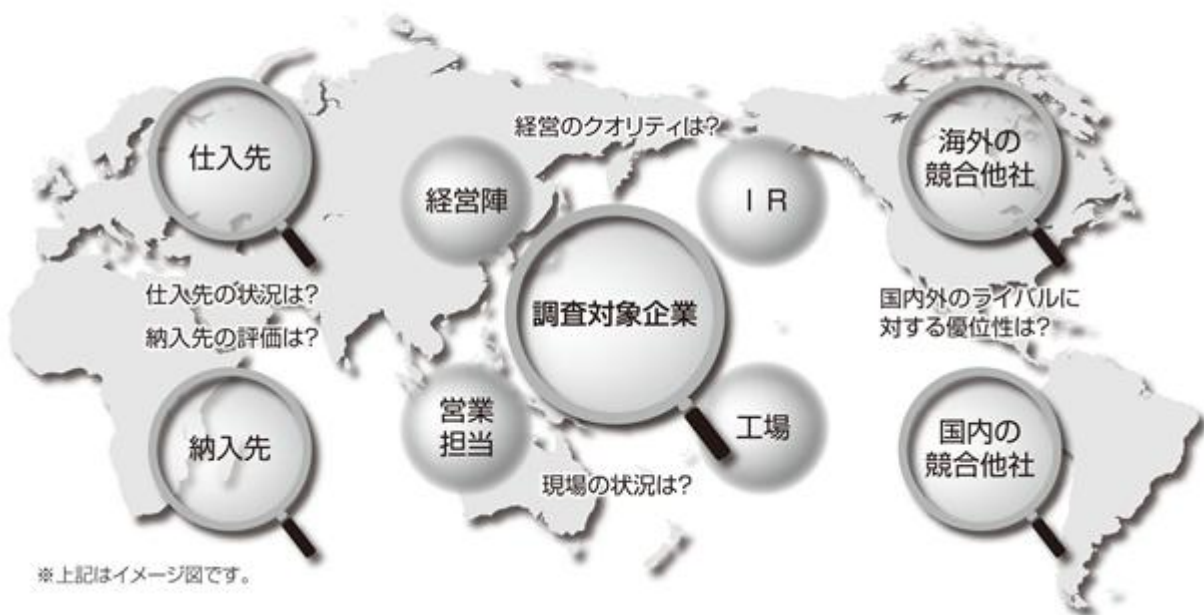 経営のクオリティは?
仕入先
経営陣
IR
海外の
競合他社
調査対象企業
仕入先の状況は?
納入先の評価は?
国内外のライバルに
対する優位性は?
納入先
営業
担当
工場
国内の
競合他社
現場の状況は?
※上記はイメージ図です。